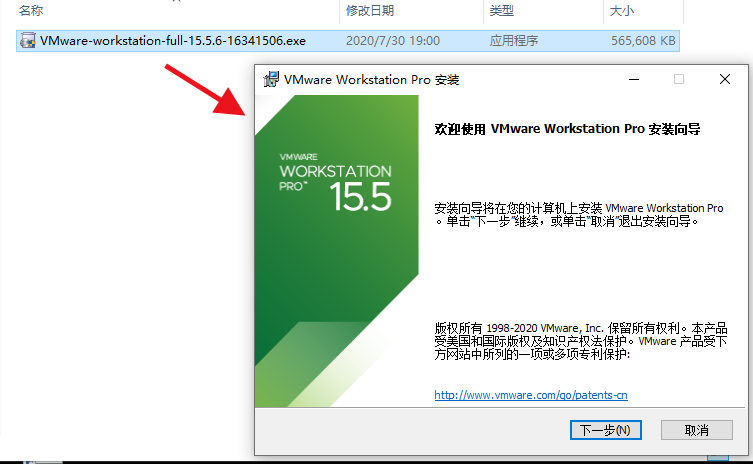 名称 修改日期 类型 大小
VMware-workstation-full-15.5.6-16341506.exe 2020/7/30 19:00 应用程序 565,608 KB
VMware Workstation Pro 安装
欢迎使用 VMware Workstation Pro 安装向导
VMWARE
WORKSTATION
PRO™ 15.5
安装向导将在您的计算机上安装 VMware Workstation Pro
。单击“下一步”继续，或单击“取消”退出安装向导。
版权所有 1998-2020 VMware, Inc. 保留所有权利。本产品
受美国和国际版权及知识产权法保护。VMware 产品受下
方网站中所列的一项或多项专利保护:
http://www.vmware.com/go/patents-cn
下一步(N) 取消